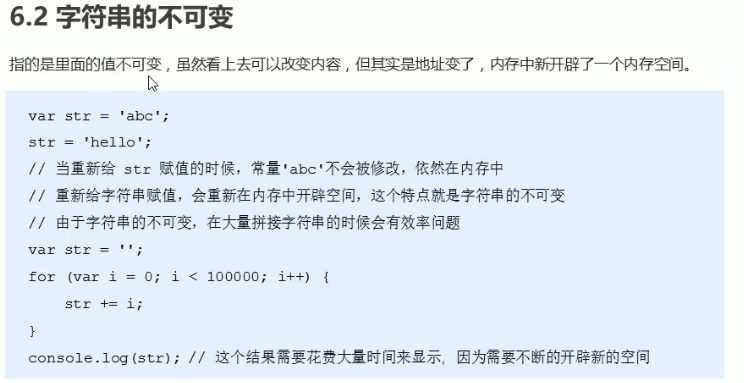 6.2 字符串的不可变
指的是里面的值不可变，虽然看上去可以改变内容，但其实是地址变了，内存中新开辟了一个内存空间。
var str = 'abc';
str = 'hello';
// 当重新给 str 赋值的时候，常量'abc'不会被修改，依然在内存中
// 重新给字符串赋值，会重新在内存中开辟空间，这个特点就是字符串的不可变
// 由于字符串的不可变，在大量拼接字符串的时候会有效率问题
var str = '';
for (var i = 0; i < 100000; i++) {
    str += i;
}
console.log(str); // 这个结果需要花费大量时间来显示，因为需要不断的开辟新的空间